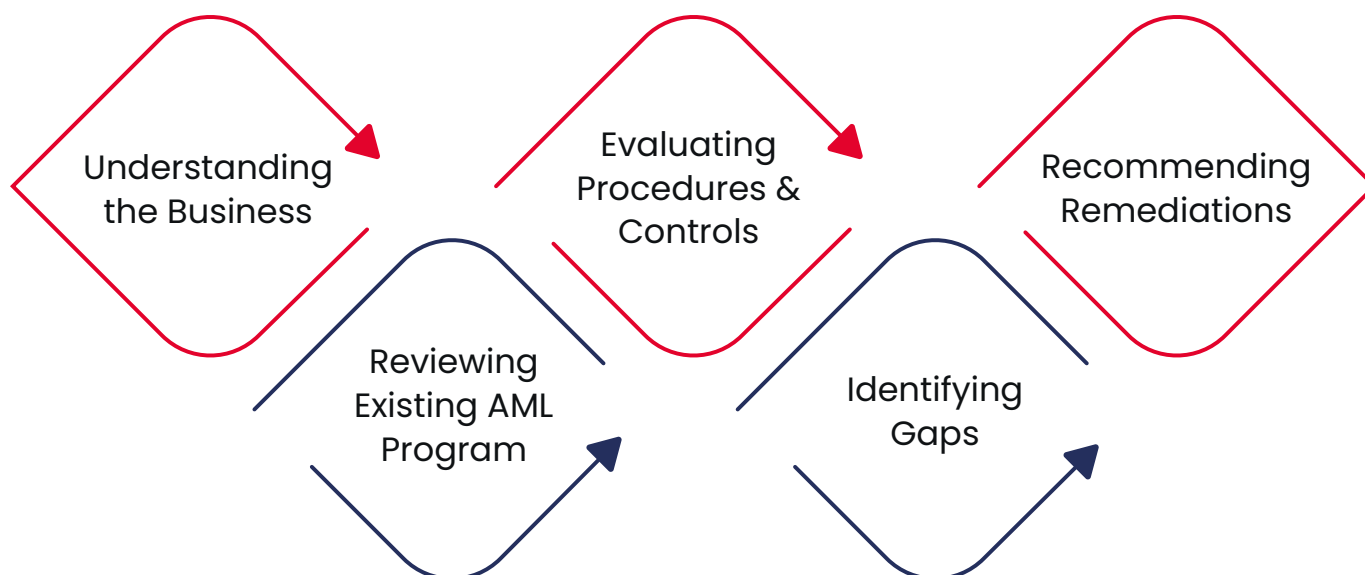 Understanding
the Business
Reviewing
Existing AML
Program
Evaluating
Procedures &
Controls
Identifying
Gaps
Recommending
Remediations